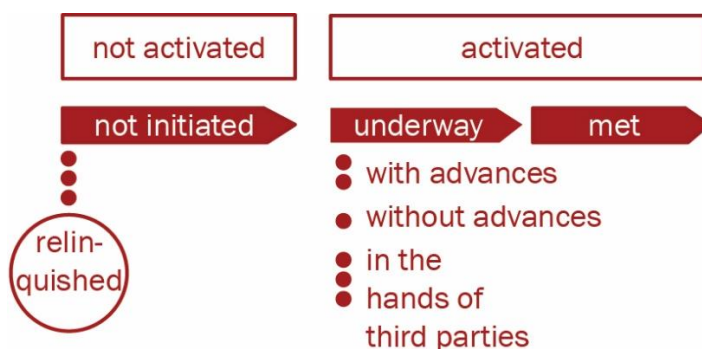 not activated
activated
not initiated
underway
met
relin-
quished
with advances
without advances
in the
hands of
third parties